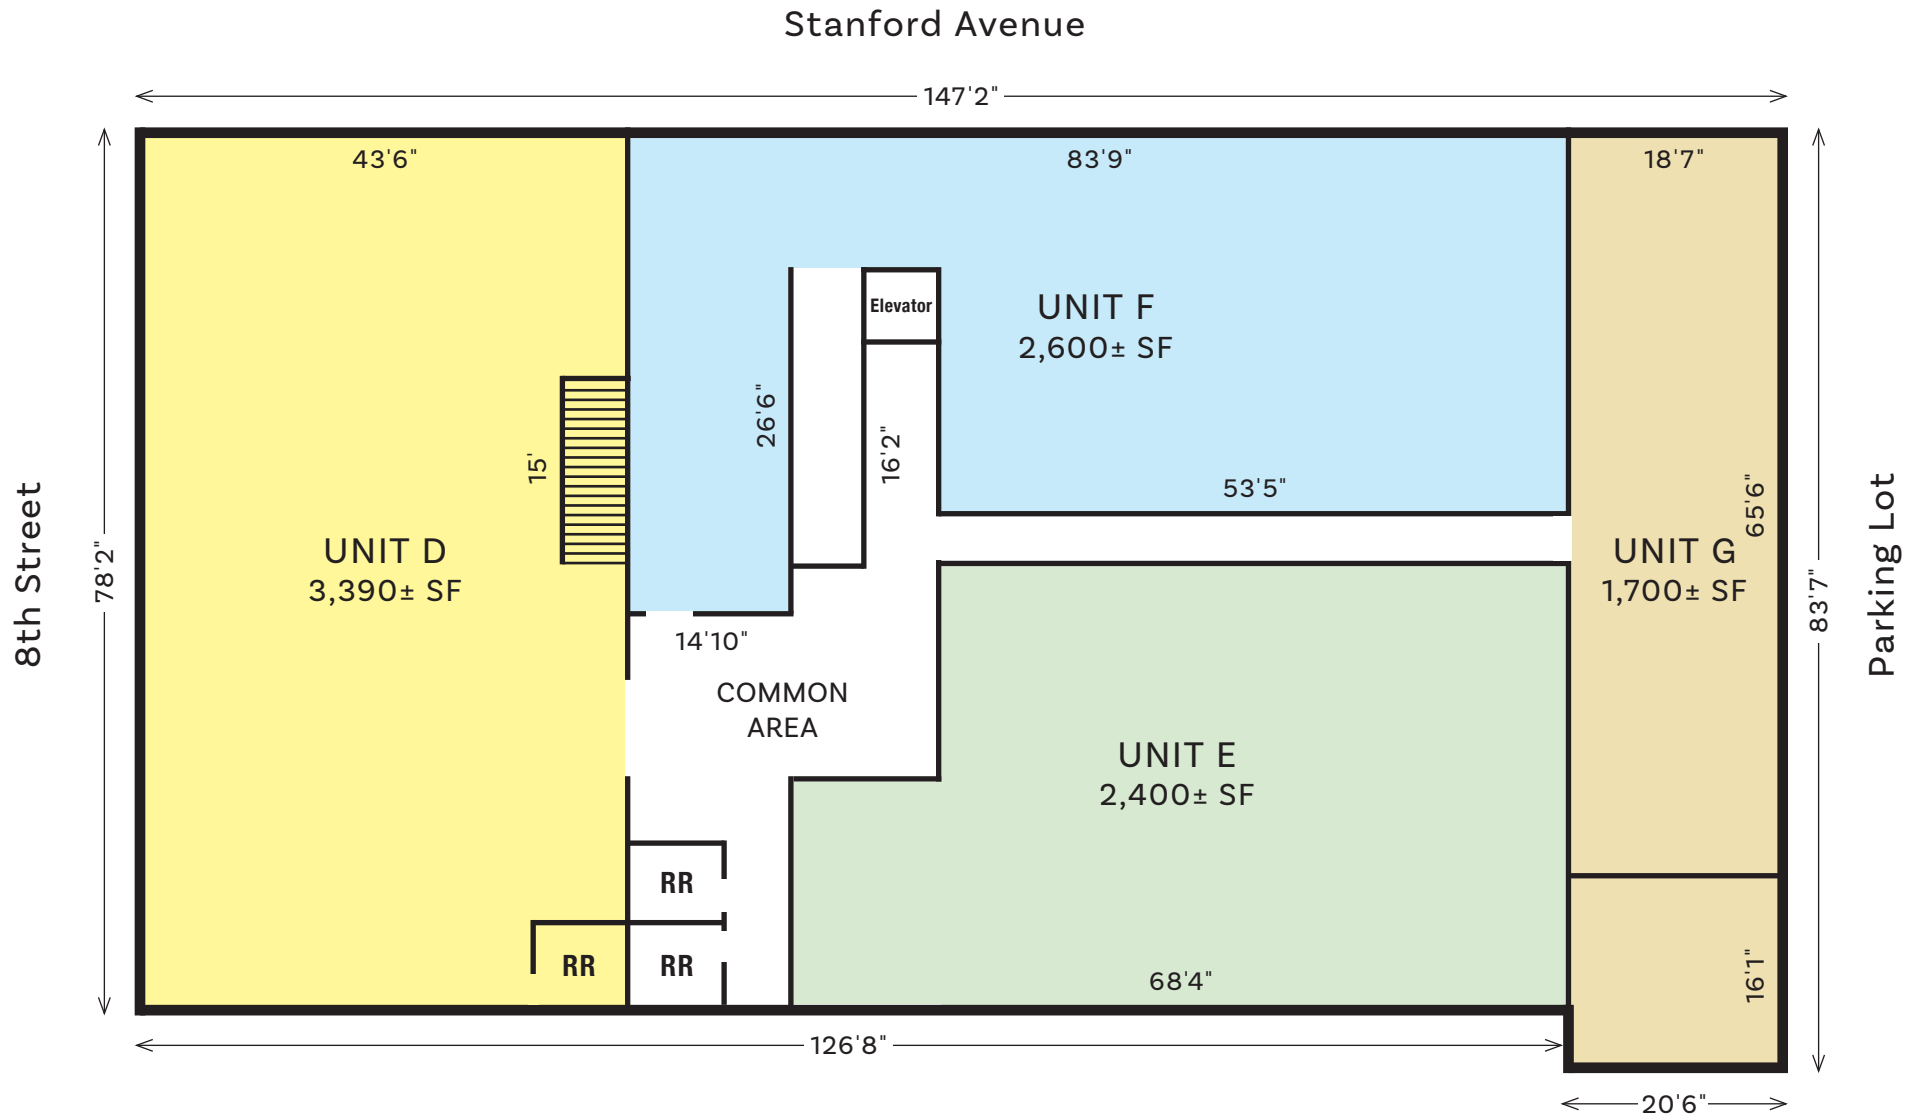 Stanford Avenue
147'2"
43'6"
83'9"
18'7"
Elevator
UNIT F
2,600± SF
26'6"
16'2"
15'
53'5"
65'6"
8th Street
78'2"
UNIT D
3,390± SF
UNIT G
1,700± SF
83'7"
Parking Lot
14'10"
COMMON
AREA
UNIT E
2,400± SF
RR
RR
RR
68'4"
16'1"
126'8"
20'6"